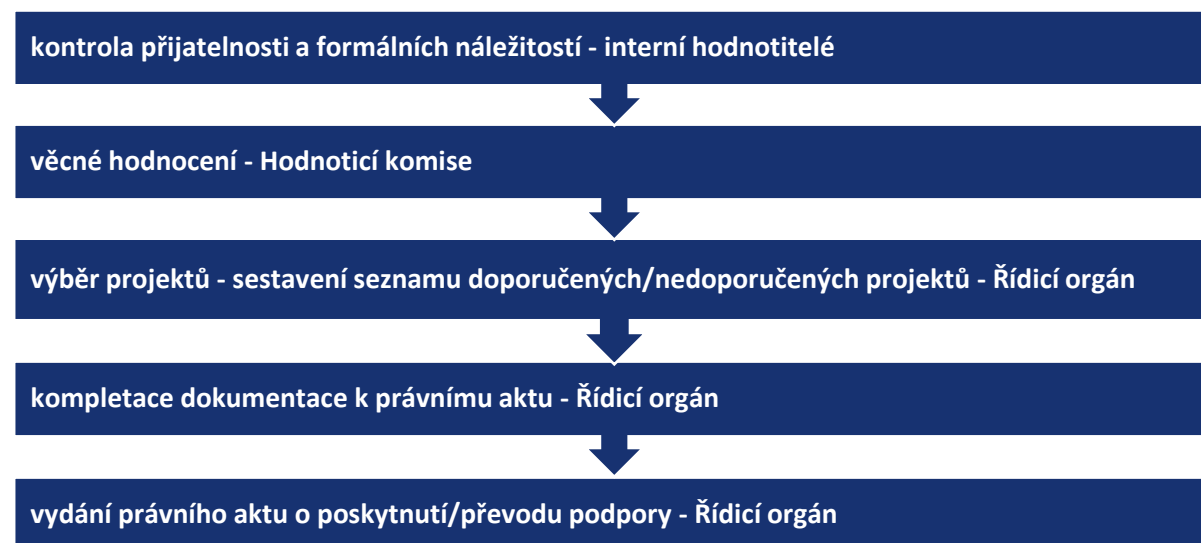 kontrola přijatelnosti a formálních náležitostí - interní hodnotitelé
věcné hodnocení - Hodnoticí komise
výběr projektů - sestavení seznamu doporučených/nedoporučených projektů - Řídicí orgán
kompletace dokumentace k právnímu aktu - Řídicí orgán
vydání právního aktu o poskytnutí/převodu podpory - Řídicí orgán